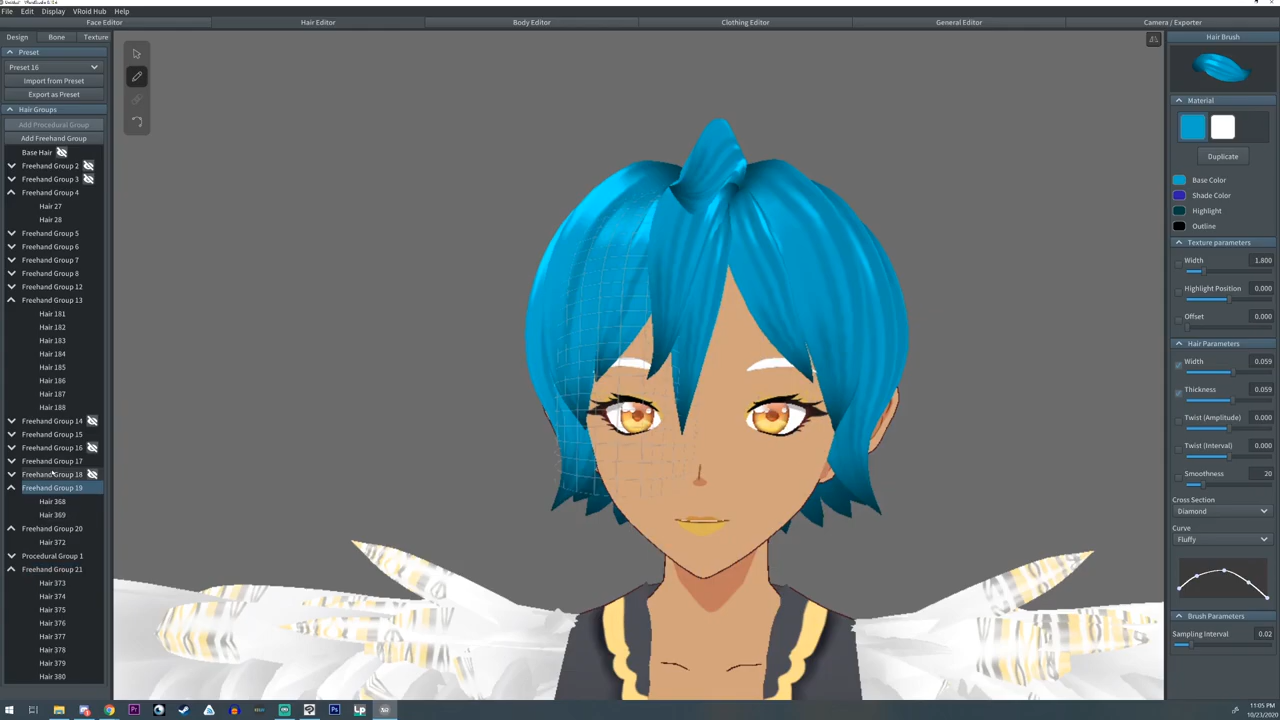 File Edit Display VRoid Hub Help
Face Editor Hair Editor Body Editor Clothing Editor General Editor Camera / Exporter
Design Bone Texture
Preset
Preset 16
Import from Preset
Export as Preset
Hair Groups
Add Procedural Group
Add Freehand Group
Base Hair
Freehand Group 2
Freehand Group 3
Freehand Group 4
Hair 27
Hair 28
Freehand Group 5
Freehand Group 6
Freehand Group 7
Freehand Group 8
Freehand Group 12
Freehand Group 13
Hair 181
Hair 182
Hair 183
Hair 184
Hair 185
Hair 186
Hair 187
Hair 188
Freehand Group 14
Freehand Group 15
Freehand Group 16
Freehand Group 17
Freehand Group 18
Freehand Group 19
Hair 368
Hair 369
Freehand Group 20
Hair 372
Procedural Group 1
Freehand Group 21
Hair 373
Hair 374
Hair 375
Hair 376
Hair 377
Hair 378
Hair 379
Hair 380
Hair Brush
Material
Duplicate
Base Color
Shade Color
Highlight
Outline
Texture parameters
Width 1.800
Highlight Position 0.000
Offset 0.000
Hair Parameters
Width 0.059
Thickness 0.059
Twist (Amplitude) 0.000
Twist (Interval) 0.000
Smoothness 20
Cross Section
Diamond
Curve
Fluffy
Brush Parameters
Sampling Interval 0.02
Pr Ps
11:05 PM
10/23/2020